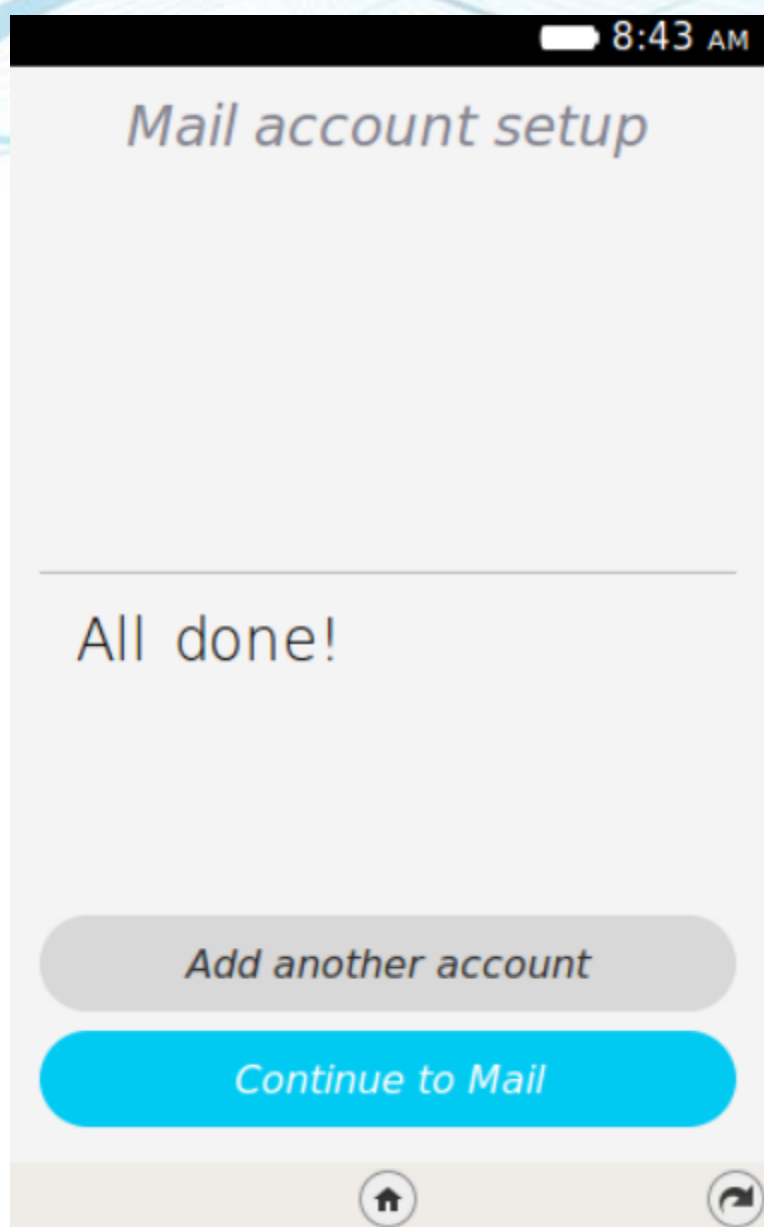 8:43 AM
Mail account setup
All done!
Add another account
Continue to Mail